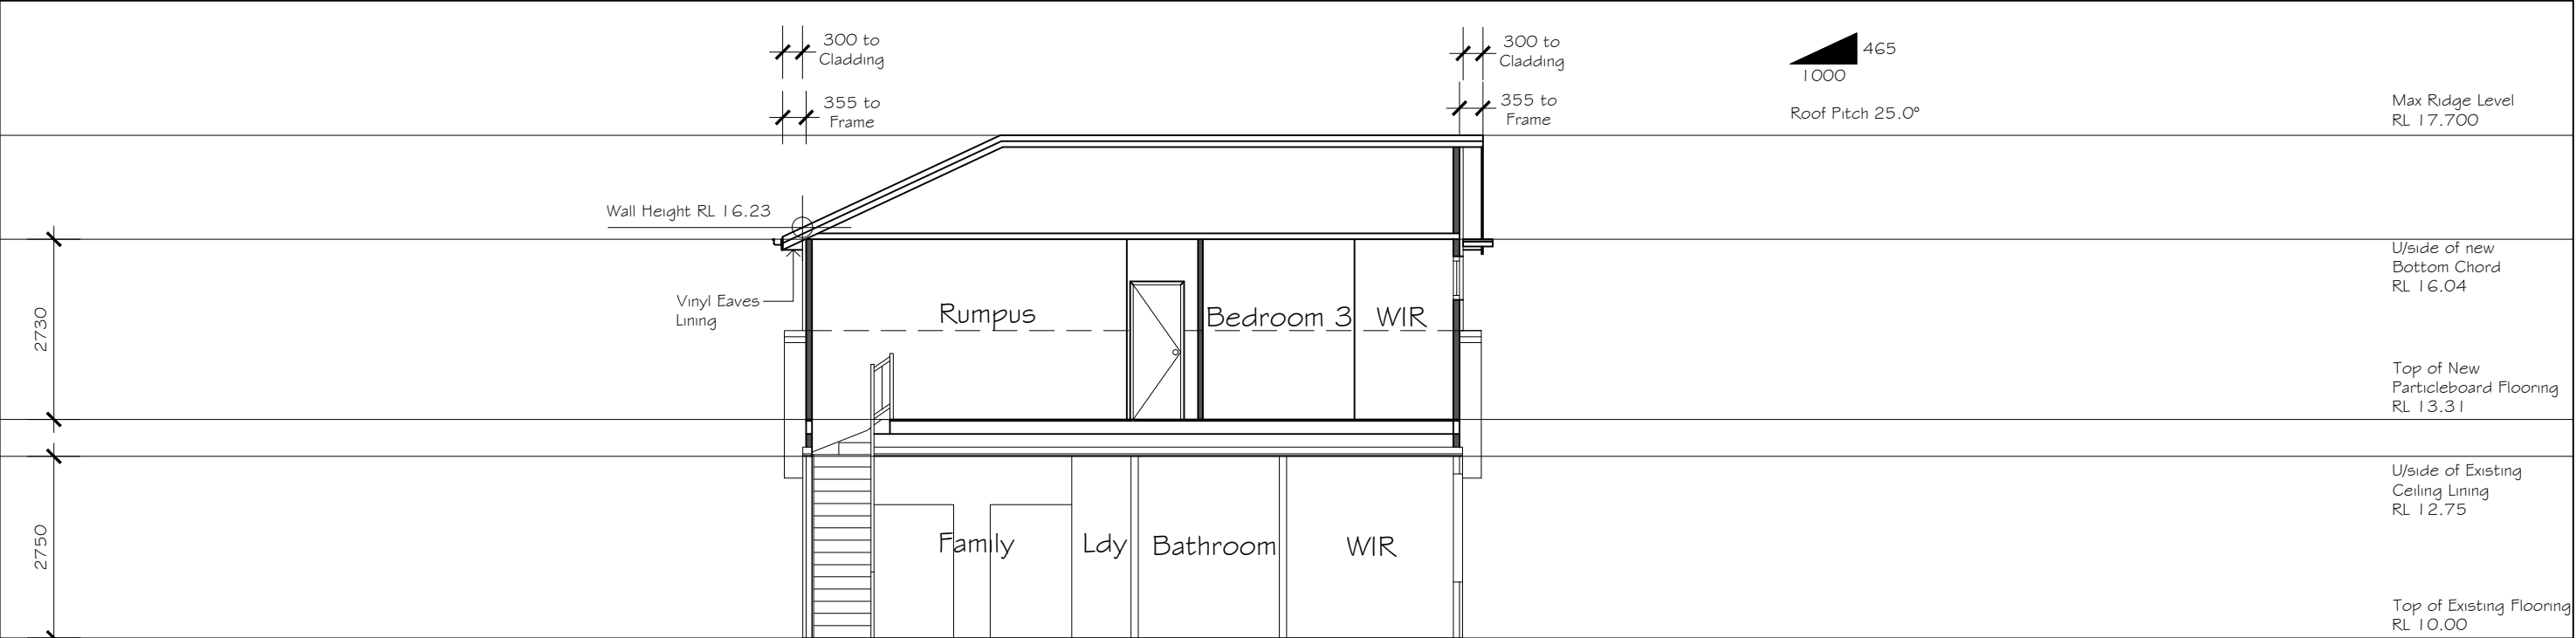 300 to
Cladding
300 to
Cladding
465
1000
355 to
Frame
355 to
Frame
Roof Pitch 25.0°
Max Ridge Level
RL 17.700
Wall Height RL 16.23
U/side of new
Bottom Chord
RL 16.04
Vinyl Eaves
Lining
2730
Rumpus
Bedroom 3
WIR
Top of New
Particleboard Flooring
RL 13.31
U/side of Existing
Ceiling Lining
RL 12.75
2750
Family
Ldy
Bathroom
WIR
Top of Existing Flooring
RL 10.00